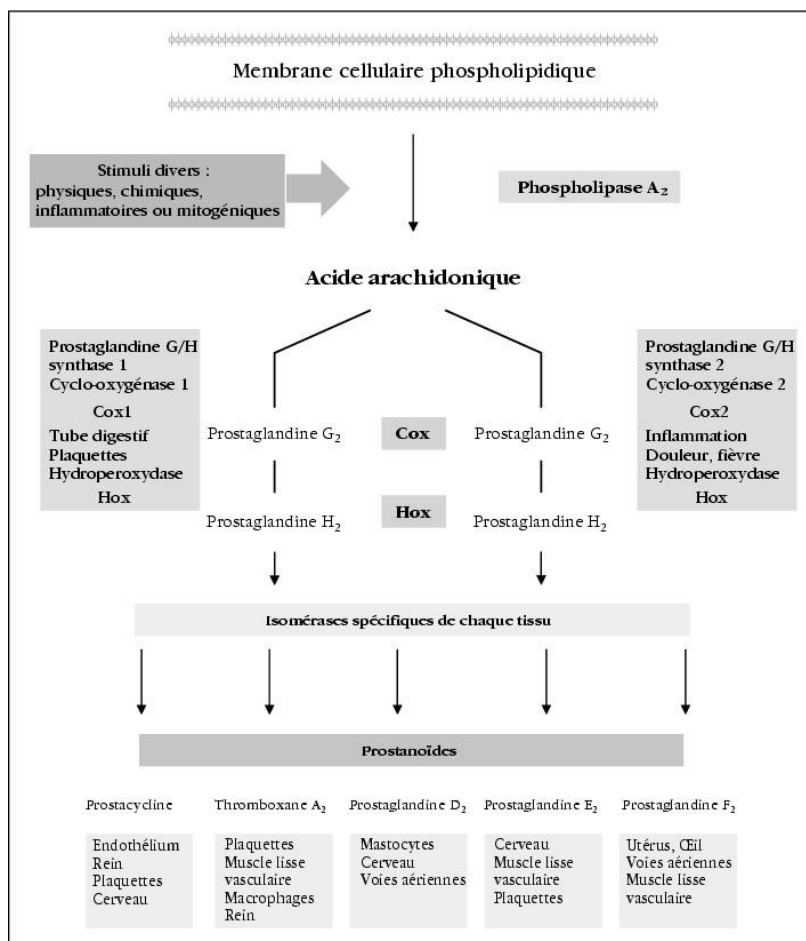 Membrane cellulaire phospholipidique
Stimuli divers :
physiques, chimiques,
inflammatoires ou mitogéniques
Phospholipase A₂
Acide arachidonique
Prostaglandine G/H
synthase 1
Cyclo-oxygénase 1
Cox1
Tube digestif
Plaquettes
Hydroperoxydase
Hox
Prostaglandine G₂
Cox
Prostaglandine G₂
Prostaglandine H₂
Hox
Prostaglandine H₂
Prostaglandine G/H
synthase 2
Cyclo-oxygénase 2
Cox2
Inflammation
Douleur, fièvre
Hydroperoxydase
Hox
Isomérases spécifiques de chaque tissu
Prostanoïdes
Prostacycline
Endothélium
Rein
Plaquettes
Cerveau
Thromboxane A₂
Plaquettes
Muscle lisse
vasculaire
Macrophages
Rein
Prostaglandine D₂
Mastocytes
Cerveau
Voies aériennes
Prostaglandine E₂
Cerveau
Muscle lisse
vasculaire
Plaquettes
Prostaglandine F₂
Utérus, Œil
Voies aériennes
Muscle lisse
vasculaire